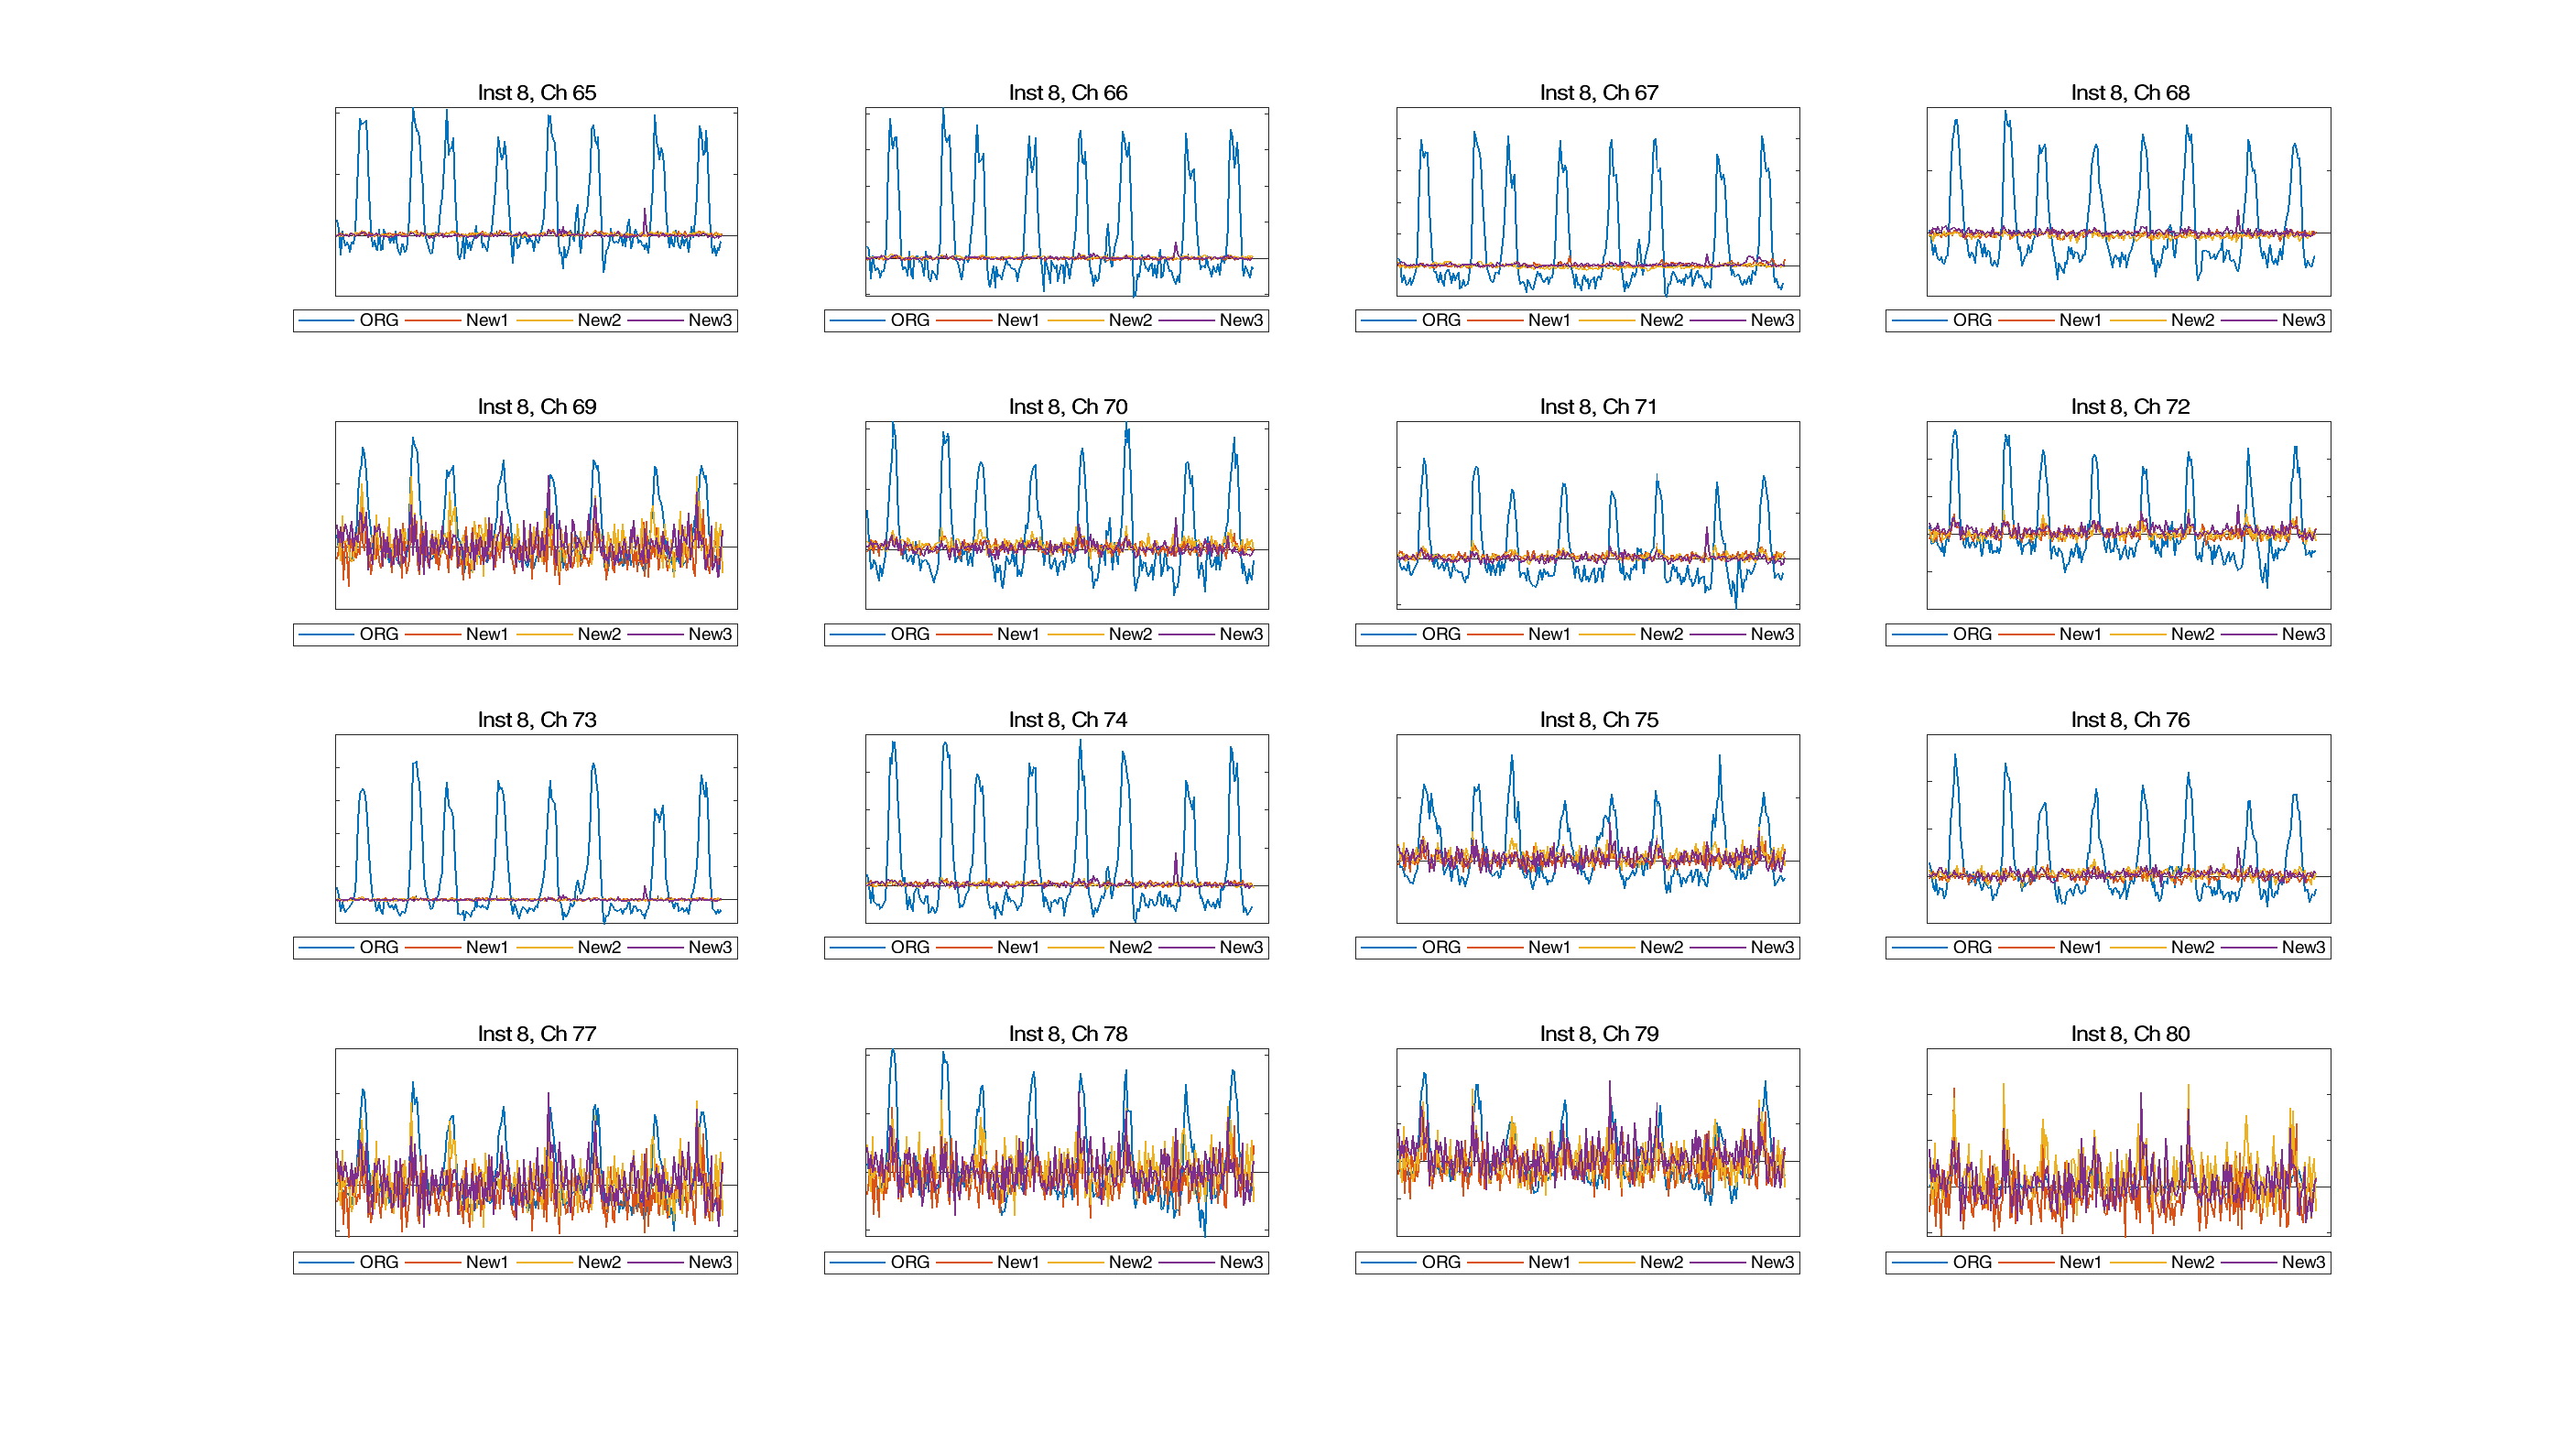 Inst 8, Ch 65
Inst 8, Ch 66
Inst 8, Ch 67
Inst 8, Ch 68
ORG New1 New2 New3
ORG New1 New2 New3
ORG New1 New2 New3
ORG New1 New2 New3
Inst 8, Ch 69
Inst 8, Ch 70
Inst 8, Ch 71
Inst 8, Ch 72
ORG New1 New2 New3
ORG New1 New2 New3
ORG New1 New2 New3
ORG New1 New2 New3
Inst 8, Ch 73
Inst 8, Ch 74
Inst 8, Ch 75
Inst 8, Ch 76
ORG New1 New2 New3
ORG New1 New2 New3
ORG New1 New2 New3
ORG New1 New2 New3
Inst 8, Ch 77
Inst 8, Ch 78
Inst 8, Ch 79
Inst 8, Ch 80
ORG New1 New2 New3
ORG New1 New2 New3
ORG New1 New2 New3
ORG New1 New2 New3